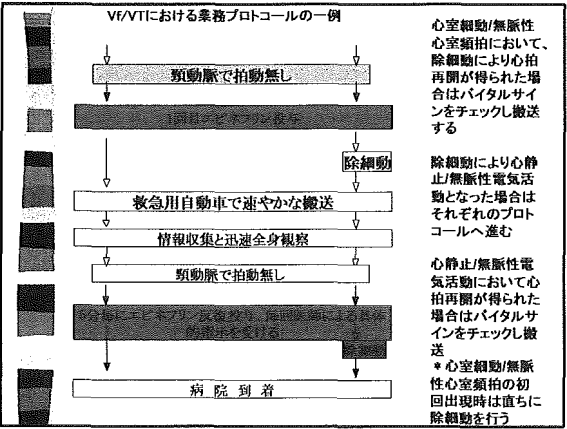 Vf/VTにおける業務プロトコールの一例
頸動脈で拍動無し
1回目エピネフリン投与
除細動
救急用自動車で速やかな搬送
情報収集と迅速全身観察
頸動脈で拍動無し
病院到着
心室細動/無脈性
心室頻拍において、
除細動により心拍
再開が得られた場
合はバイタルサイ
ンをチェックし搬送
する
除細動により心静
止/無脈性電気活
動となった場合は
それぞれのプロト
コールへ進む
心静止/無脈性電
気活動において心
拍再開が得られた
場合はバイタルサ
インをチェックし搬
送
*心室細動/無脈
性心室頻拍の初
回出現時は直ちに
除細動を行う